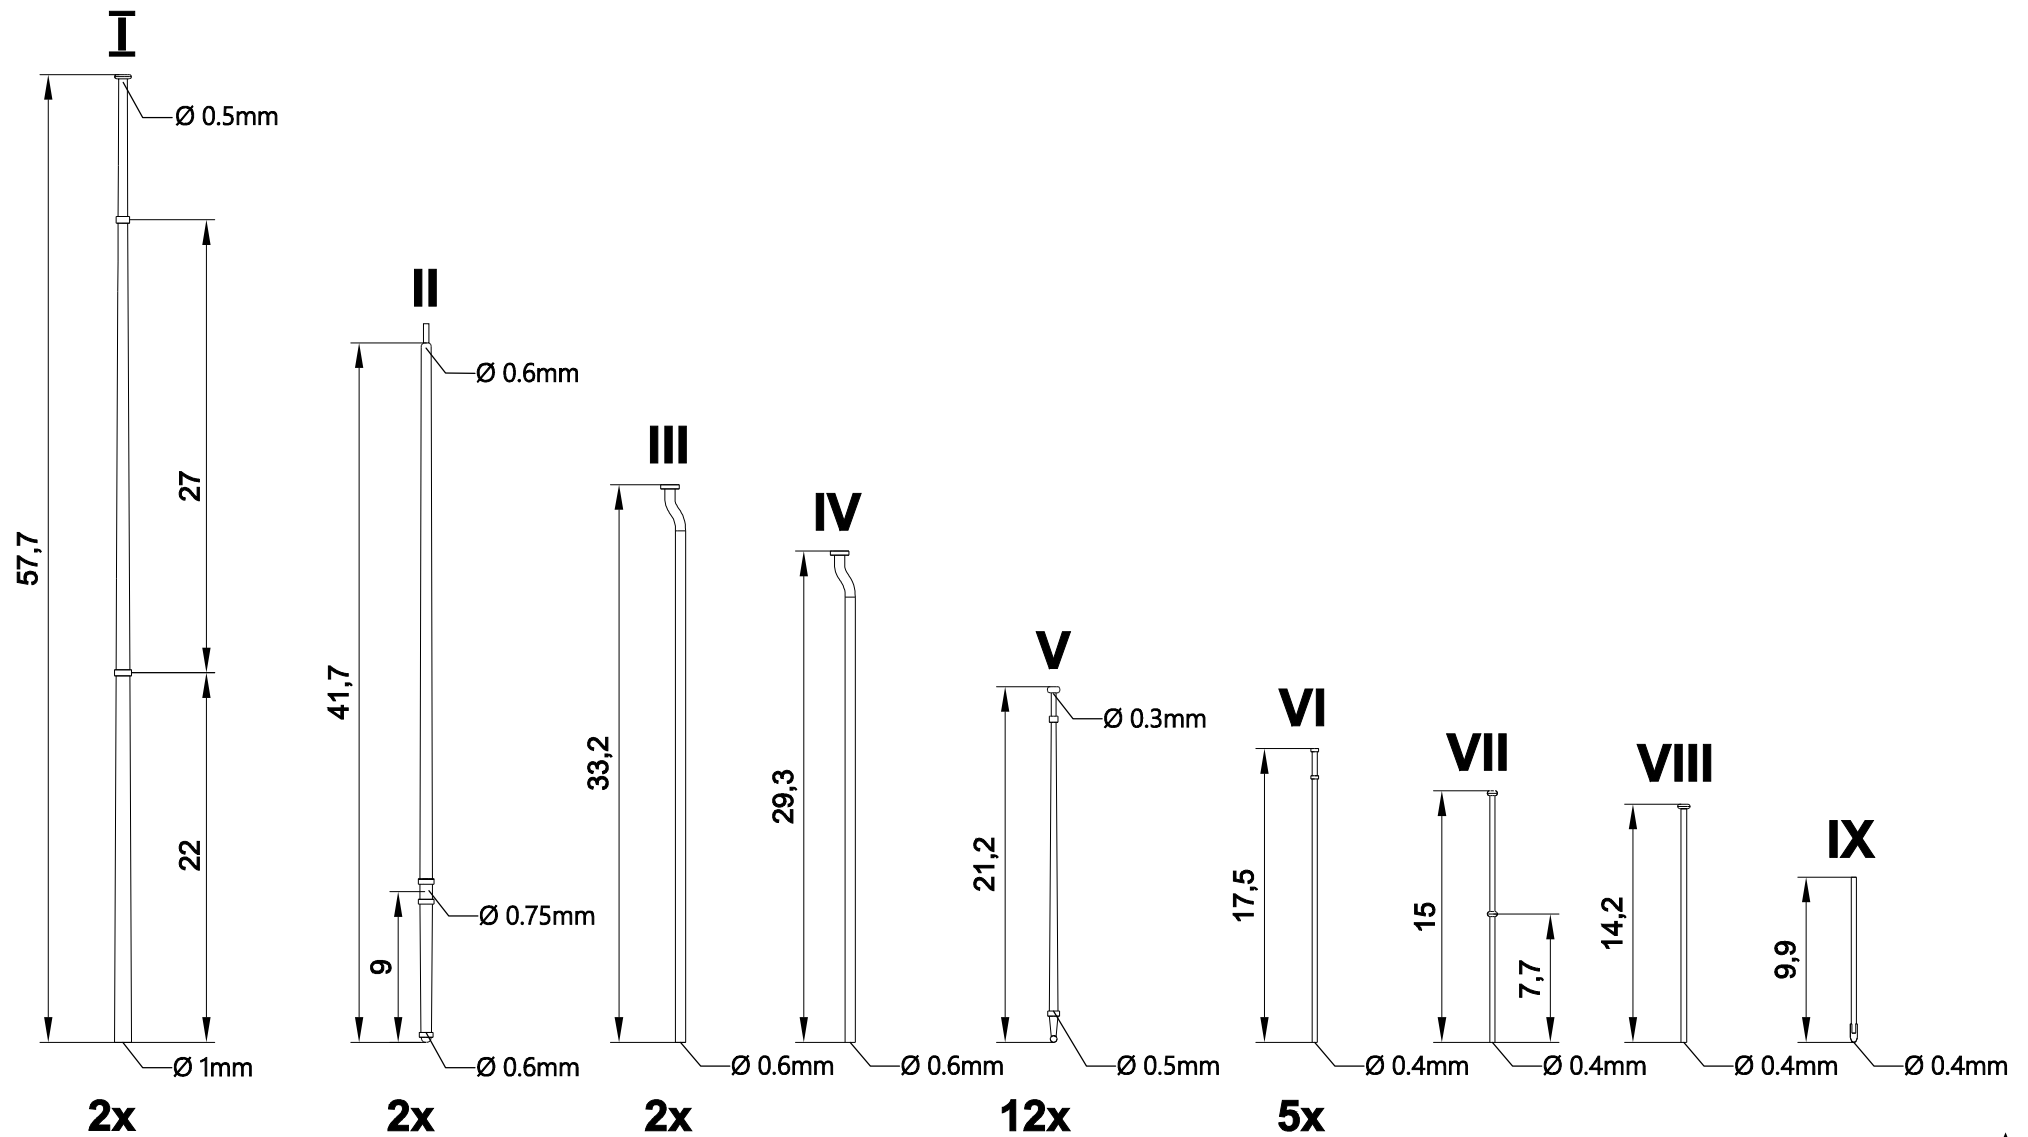 I
Ø 0.5mm
57,7
27
22
Ø 1mm
2x
II
Ø 0.6mm
41,7
Ø 0.75mm
9
Ø 0.6mm
2x
III
33,2
Ø 0.6mm
2x
IV
29,3
Ø 0.6mm
V
Ø 0.3mm
21,2
Ø 0.5mm
12x
VI
17,5
Ø 0.4mm
5x
VII
15
7,7
Ø 0.4mm
VIII
14,2
Ø 0.4mm
IX
9,9
Ø 0.4mm